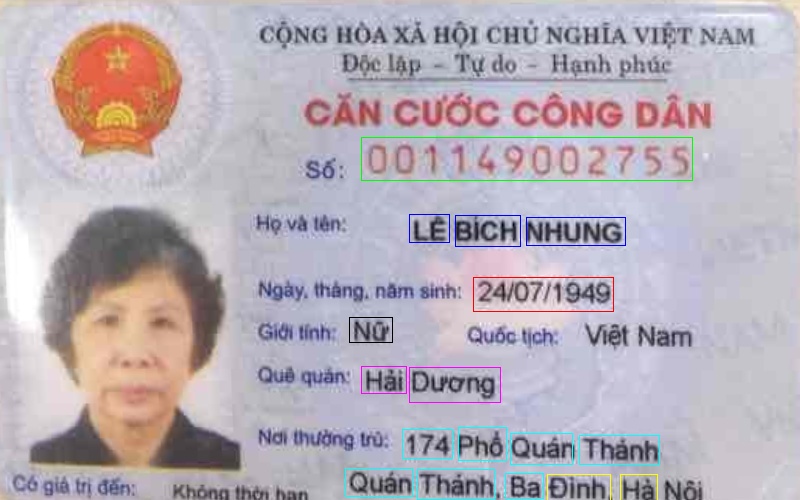 CỘNG HÒA XÃ HỘI CHỦ NGHĨA VIỆT NAM
Độc lập - Tự do - Hạnh phúc
CĂN CƯỚC CÔNG DÂN
Số: 001149002755
Họ và tên: LÊ BÍCH NHUNG
Ngày, tháng, năm sinh: 24/07/1949
Giới tính: Nữ Quốc tịch: Việt Nam
Quê quán: Hải Dương
Nơi thường trú: 174 Phố Quán Thánh
Quán Thánh, Ba Đình, Hà Nội
Có giá trị đến: Không thời hạn